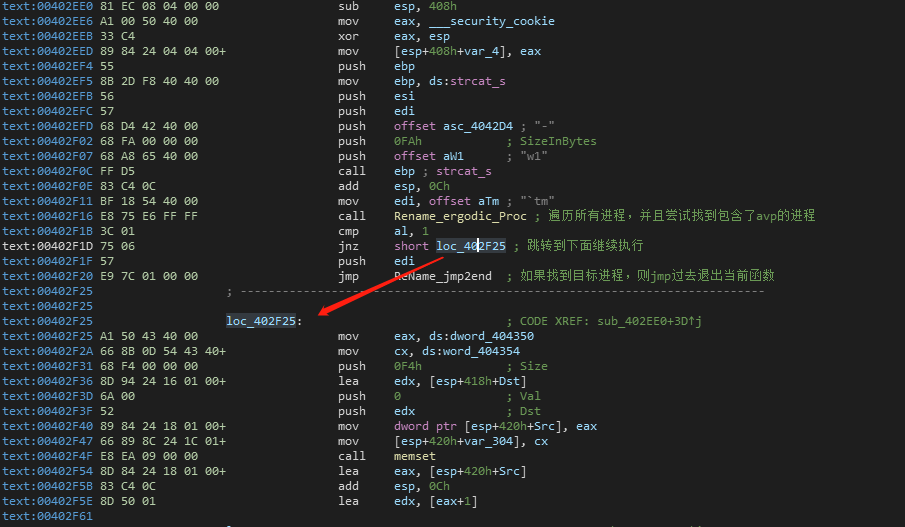 text:00402EE0 81 EC 08 04 00 00 sub esp, 408h
text:00402EE6 A1 00 50 40 00 mov eax, ___security_cookie
text:00402EEB 33 C4 xor eax, esp
text:00402EED 89 84 24 04 04 00+ mov [esp+408h+var_4], eax
text:00402EF4 55 push ebp
text:00402EF5 8B 2D F8 40 40 00 mov ebp, ds:strcat_s
text:00402EFB 56 push esi
text:00402EFC 57 push edi
text:00402EFD 68 D4 42 40 00 push offset asc_4042D4 ; "-"
text:00402F02 68 FA 00 00 00 push 0FAh ; SizeInBytes
text:00402F07 68 A8 65 40 00 push offset aW1 ; "w1"
text:00402F0C FF D5 call ebp ; strcat_s
text:00402F0E 83 C4 0C add esp, 0Ch
text:00402F11 BF 18 54 40 00 mov edi, offset aTm ; "`tm"
text:00402F16 E8 75 E6 FF FF call Rename_ergodic_Proc ; 遍历所有进程，并且尝试找到包含了avp的进程
text:00402F1B 3C 01 cmp al, 1
text:00402F1D 75 06 jnz short loc_402F25 ; 跳转到下面继续执行
text:00402F1F 57 push edi
text:00402F20 E9 7C 01 00 00 jmp ReName_jmp2end ; 如果找到目标进程，则jmp过去退出当前函数
text:00402F25 ; ---------------------------------------------------------------------------
text:00402F25
text:00402F25 loc_402F25: ; CODE XREF: sub_402EE0+3D↑j
text:00402F25 A1 50 43 40 00 mov eax, ds:dword_404350
text:00402F2A 66 8B 0D 54 43 40+ mov cx, ds:word_404354
text:00402F31 68 F4 00 00 00 push 0F4h ; Size
text:00402F36 8D 94 24 16 01 00+ lea edx, [esp+418h+Dst]
text:00402F3D 6A 00 push 0 ; Val
text:00402F3F 52 push edx ; Dst
text:00402F40 89 84 24 18 01 00+ mov dword ptr [esp+420h+Src], eax
text:00402F47 66 89 8C 24 1C 01+ mov [esp+420h+var_304], cx
text:00402F4F E8 EA 09 00 00 call memset
text:00402F54 8D 84 24 18 01 00+ lea eax, [esp+420h+Src]
text:00402F5B 83 C4 0C add esp, 0Ch
text:00402F5E 8D 50 01 lea edx, [eax+1]
text:00402F61